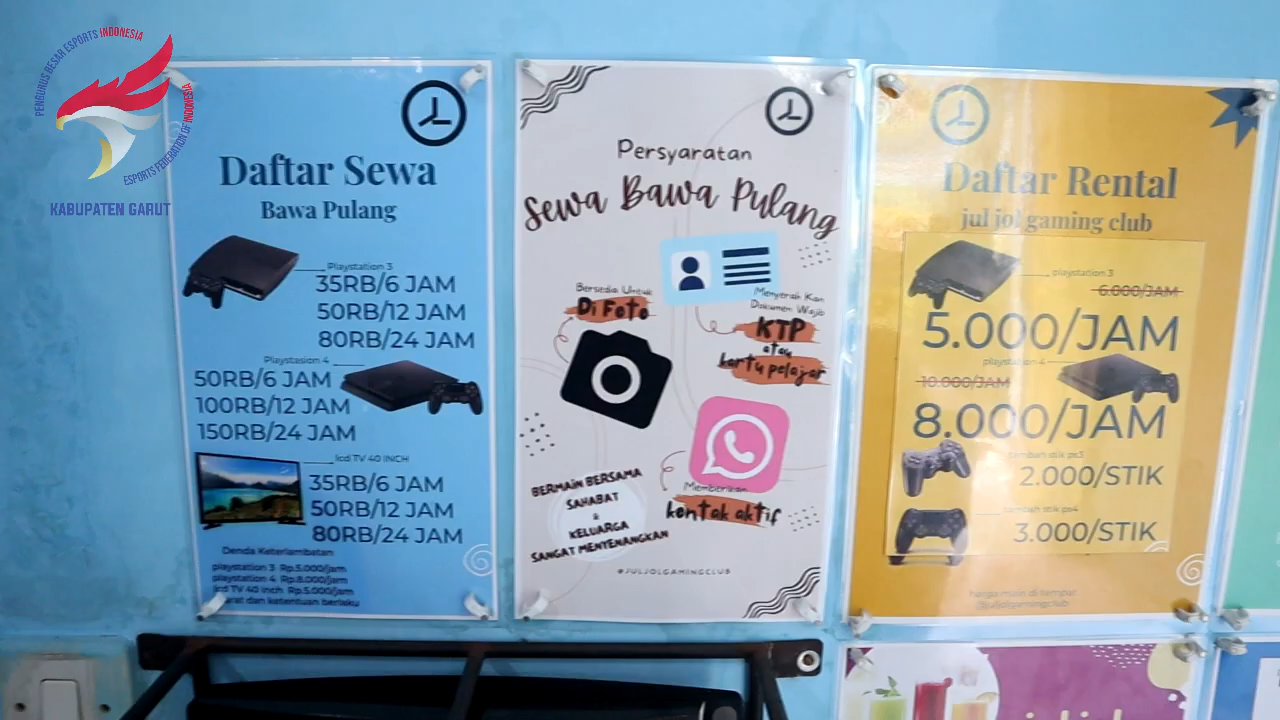 PENGURUS BESAR ESPORTS INDONESIA
ESPORTS FEDERATION OF INDONESIA
KABUPATEN GARUT
Daftar Sewa
Bawa Pulang
Playstation 3
35RB/6 JAM
50RB/12 JAM
80RB/24 JAM
Playstasion 4
50RB/6 JAM
100RB/12 JAM
150RB/24 JAM
lcd TV 40 INCH
35RB/6 JAM
50RB/12 JAM
80RB/24 JAM
Denda Keterlambatan
playstation 3 Rp.5.000/jam
playstation 4 Rp.8.000/jam
lcd TV 40 inch Rp.5.000/jam
dan ketentuan berlaku
Persyaratan
Sewa Bawa Pulang
Bersedia Untuk
Di Foto
Menyerah Kan
Dokumen Wajib
KTP
atau
kartu pelajar
Memberikan
kontak aktif
BERMAIN BERSAMA
SAHABAT
&
KELUARGA
SANGAT MENYENANGKAN
#JULJOLGAMINGCLUB
Daftar Rental
jul jol gaming club
playstation 3
6.000/JAM
5.000/JAM
playstation 4
10.000/JAM
8.000/JAM
tambah stik ps3
2.000/STIK
tambah stik ps4
3.000/STIK
harga main di tempat
@juljolgamingclub